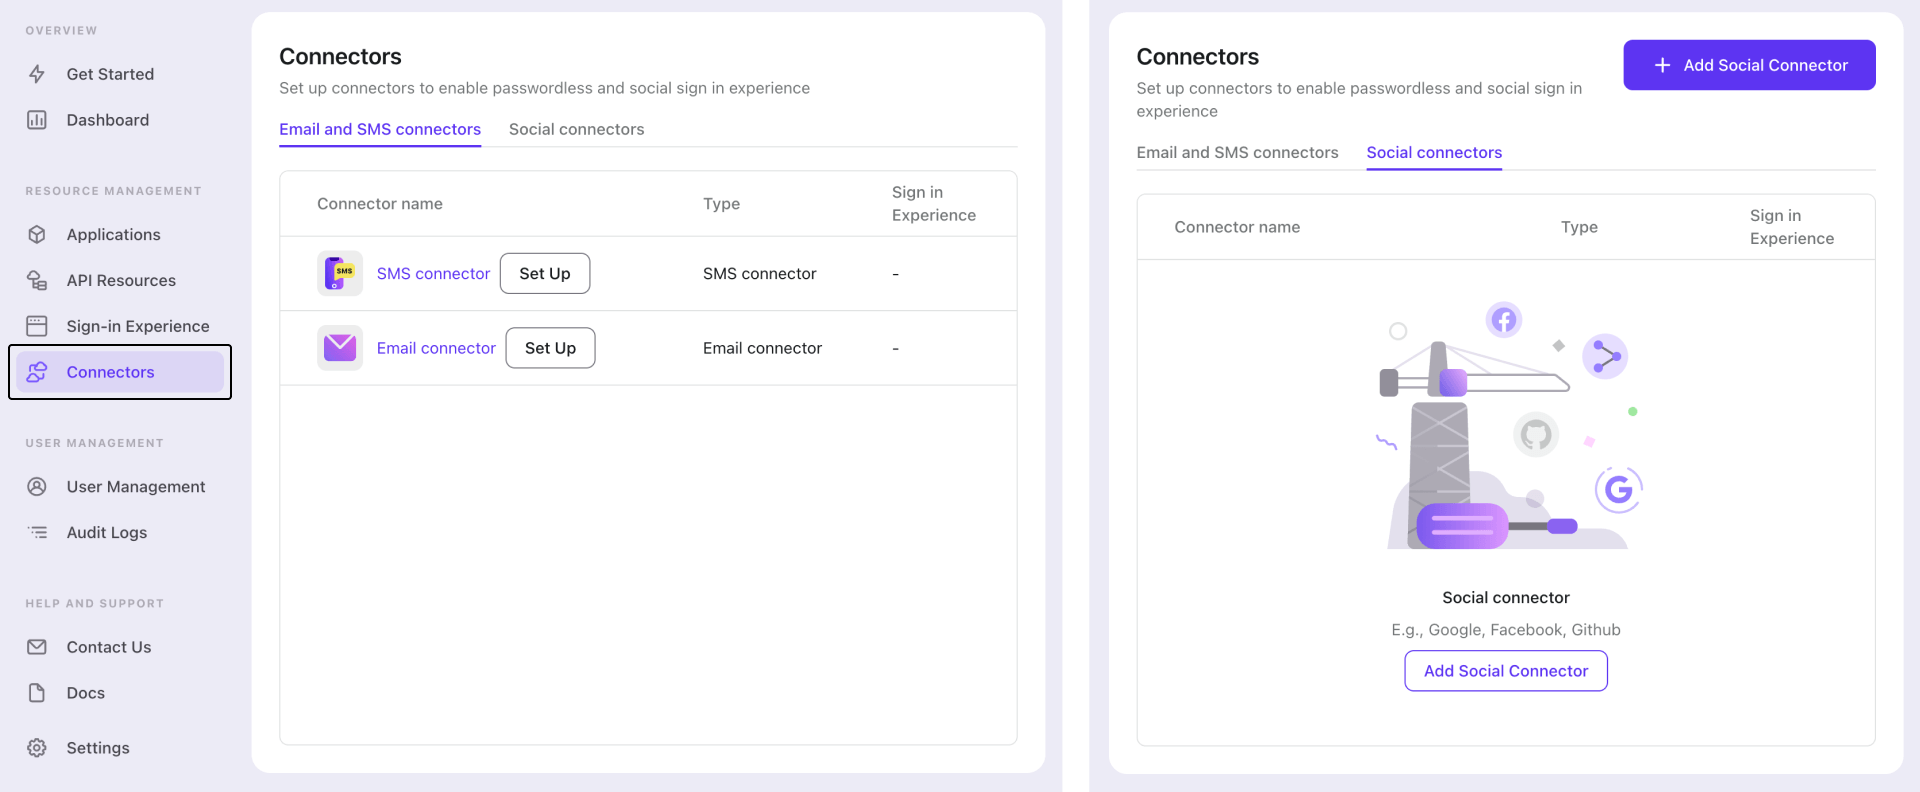 OVERVIEW
Get Started
Dashboard
RESOURCE MANAGEMENT
Applications
API Resources
Sign-in Experience
Connectors
USER MANAGEMENT
User Management
Audit Logs
HELP AND SUPPORT
Contact Us
Docs
Settings
Connectors
Set up connectors to enable passwordless and social sign in experience
Email and SMS connectors Social connectors
Connector name Type Sign in
Experience
SMS
SMS connector Set Up SMS connector -
Email connector Set Up Email connector -
Connectors
+ Add Social Connector
Set up connectors to enable passwordless and social sign in
experience
Email and SMS connectors Social connectors
Connector name Type Sign in
Experience
G
Social connector
E.g., Google, Facebook, Github
Add Social Connector